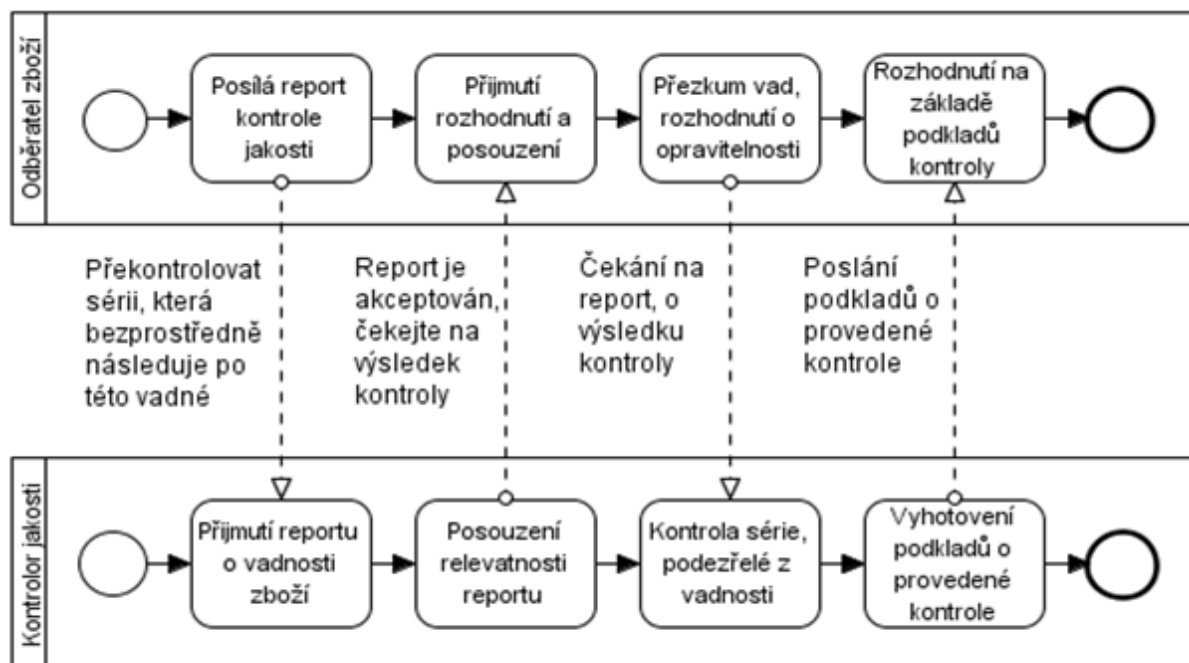 Odběratel zboží
Posílá report
kontrole
jakosti
Přijmutí
rozhodnutí a
posouzení
Přezkum vad,
rozhodnutí o
opravitelnosti
Rozhodnutí na
základě
podkladů
kontroly
Překontrolovat
sérii, která
bezprostředně
následuje po
této vadné
Report je
akceptován,
čekejte na
výsledek
kontroly
Čekání na
report, o
výsledku
kontroly
Poslání
podkladů o
provedené
kontrole
Kontrolor jakosti
Přijmutí reportu
o vadnosti
zboží
Posouzení
relevatnosti
reportu
Kontrola série,
podezřelé z
vadnosti
Vyhotovení
podkladů o
provedené
kontrole